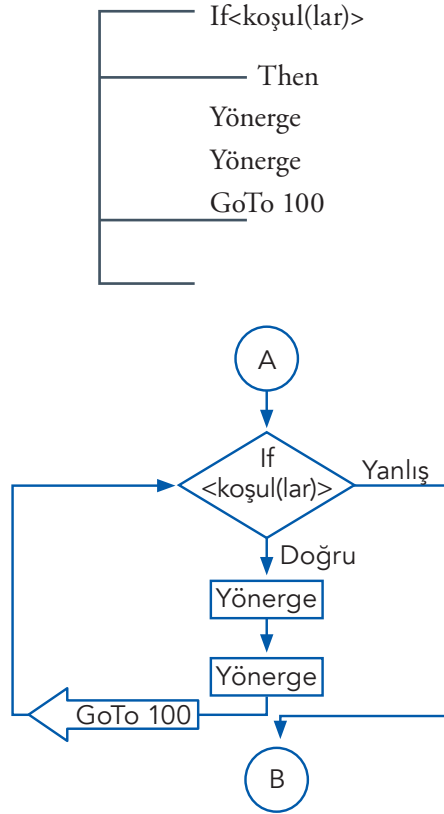 If<koşul(lar)>
Then
Yönerge
Yönerge
GoTo 100
A
If
<koşul(lar)>
Yanlış
Doğru
Yönerge
Yönerge
GoTo 100
B